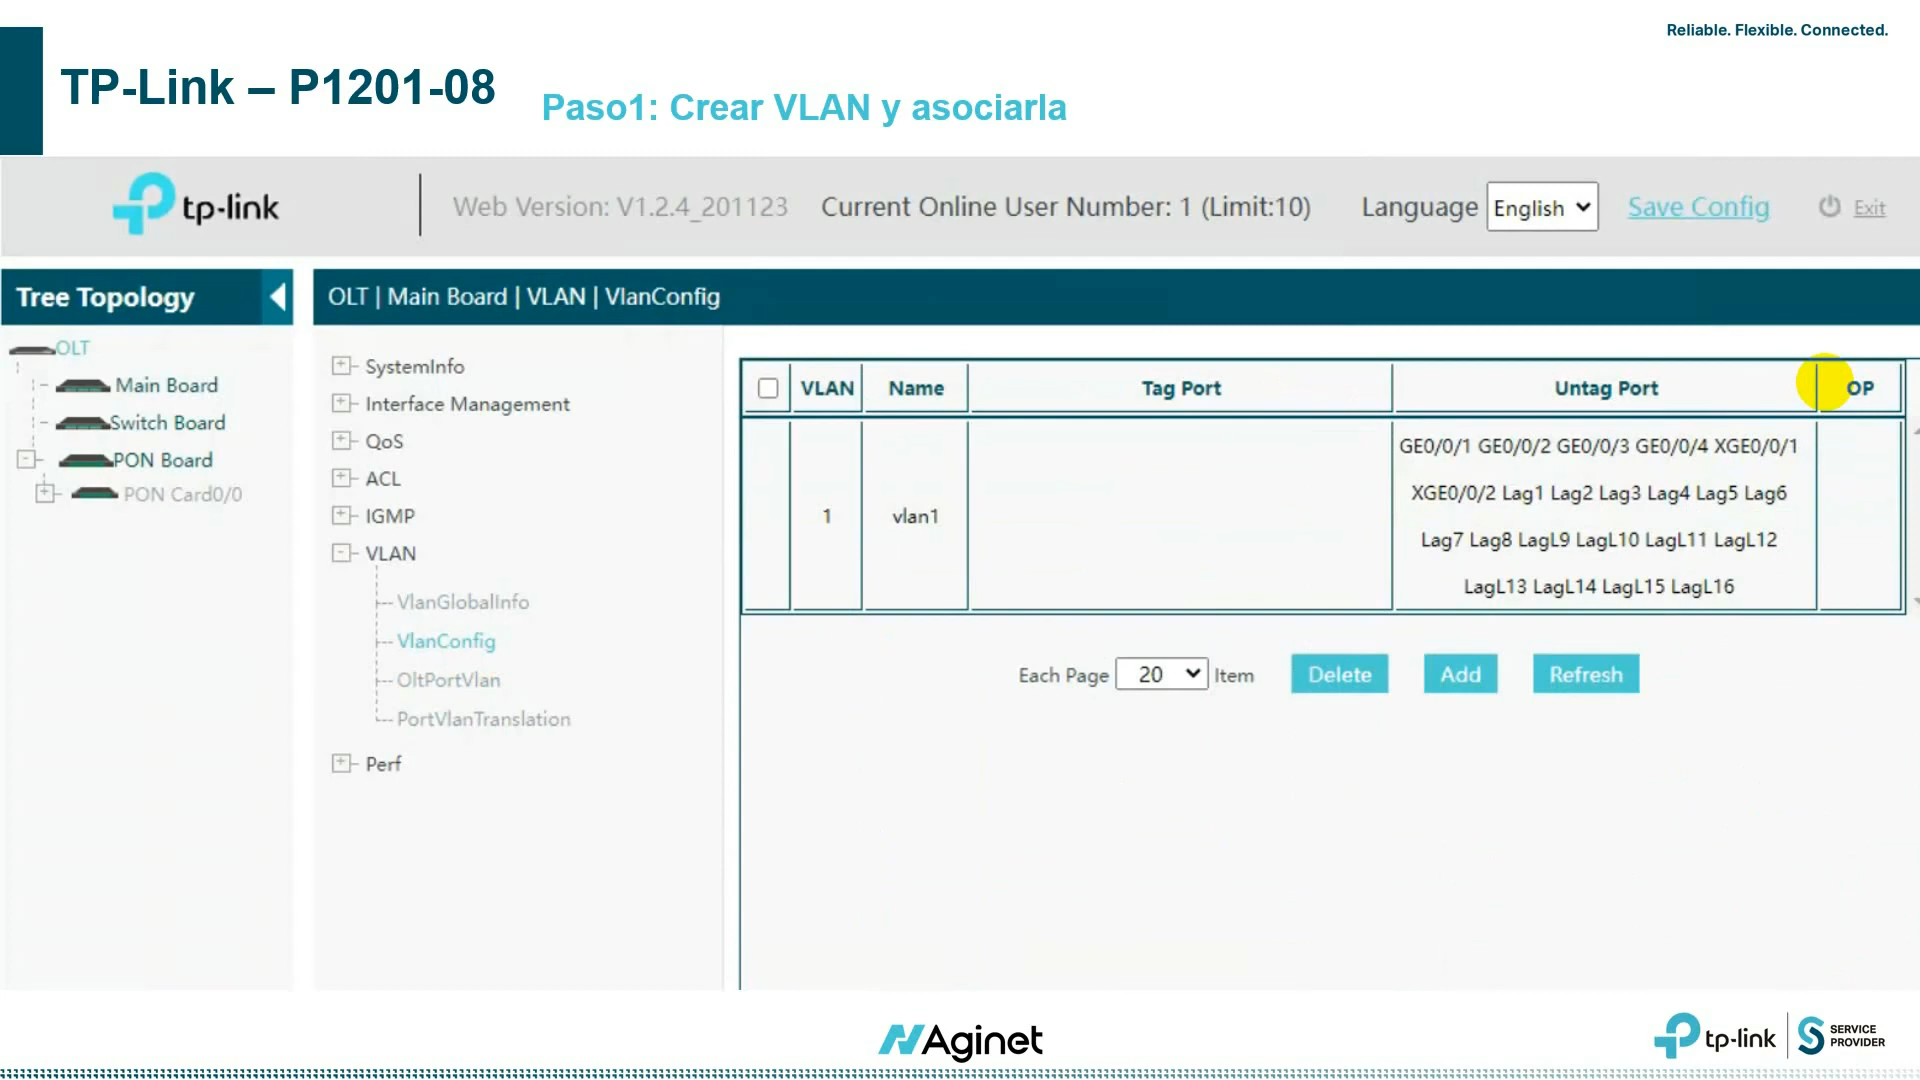 Reliable. Flexible. Connected.
TP-Link – P1201-08
Paso1: Crear VLAN y asociarla
tp-link
Web Version: V1.2.4_201123
Current Online User Number: 1 (Limit:10)
Language English
Save Config
Exit
Tree Topology
OLT
Main Board
Switch Board
PON Board
PON Card0/0
OLT | Main Board | VLAN | VlanConfig
SystemInfo
Interface Management
QoS
ACL
IGMP
VLAN
VlanGlobalInfo
VlanConfig
OltPortVlan
PortVlanTranslation
Perf
VLAN Name Tag Port Untag Port OP
1 vlan1
GE0/0/1 GE0/0/2 GE0/0/3 GE0/0/4 XGE0/0/1
XGE0/0/2 Lag1 Lag2 Lag3 Lag4 Lag5 Lag6
Lag7 Lag8 LagL9 LagL10 LagL11 LagL12
LagL13 LagL14 LagL15 LagL16
Each Page 20 Item Delete Add Refresh
Aginet
tp-link
SERVICE
PROVIDER